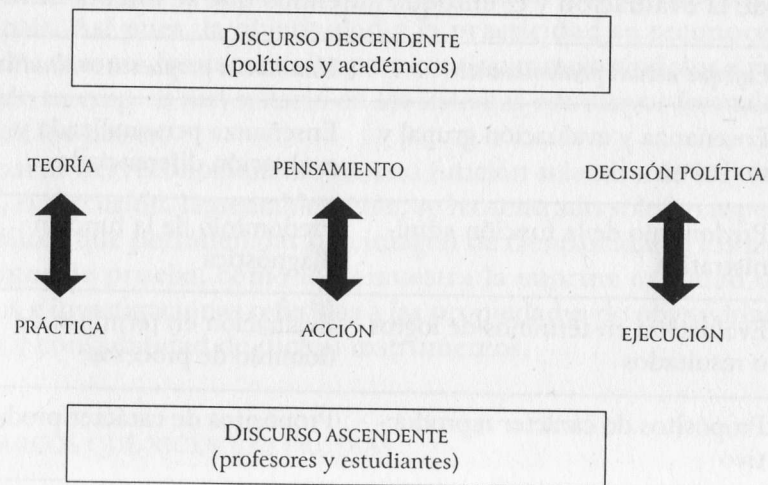 DISCURSO DESCENDENTE
(políticos y académicos)
TEORÍA
PENSAMIENTO
DECISIÓN POLÍTICA
PRÁCTICA
ACCIÓN
EJECUCIÓN
DISCURSO ASCENDENTE
(profesores y estudiantes)